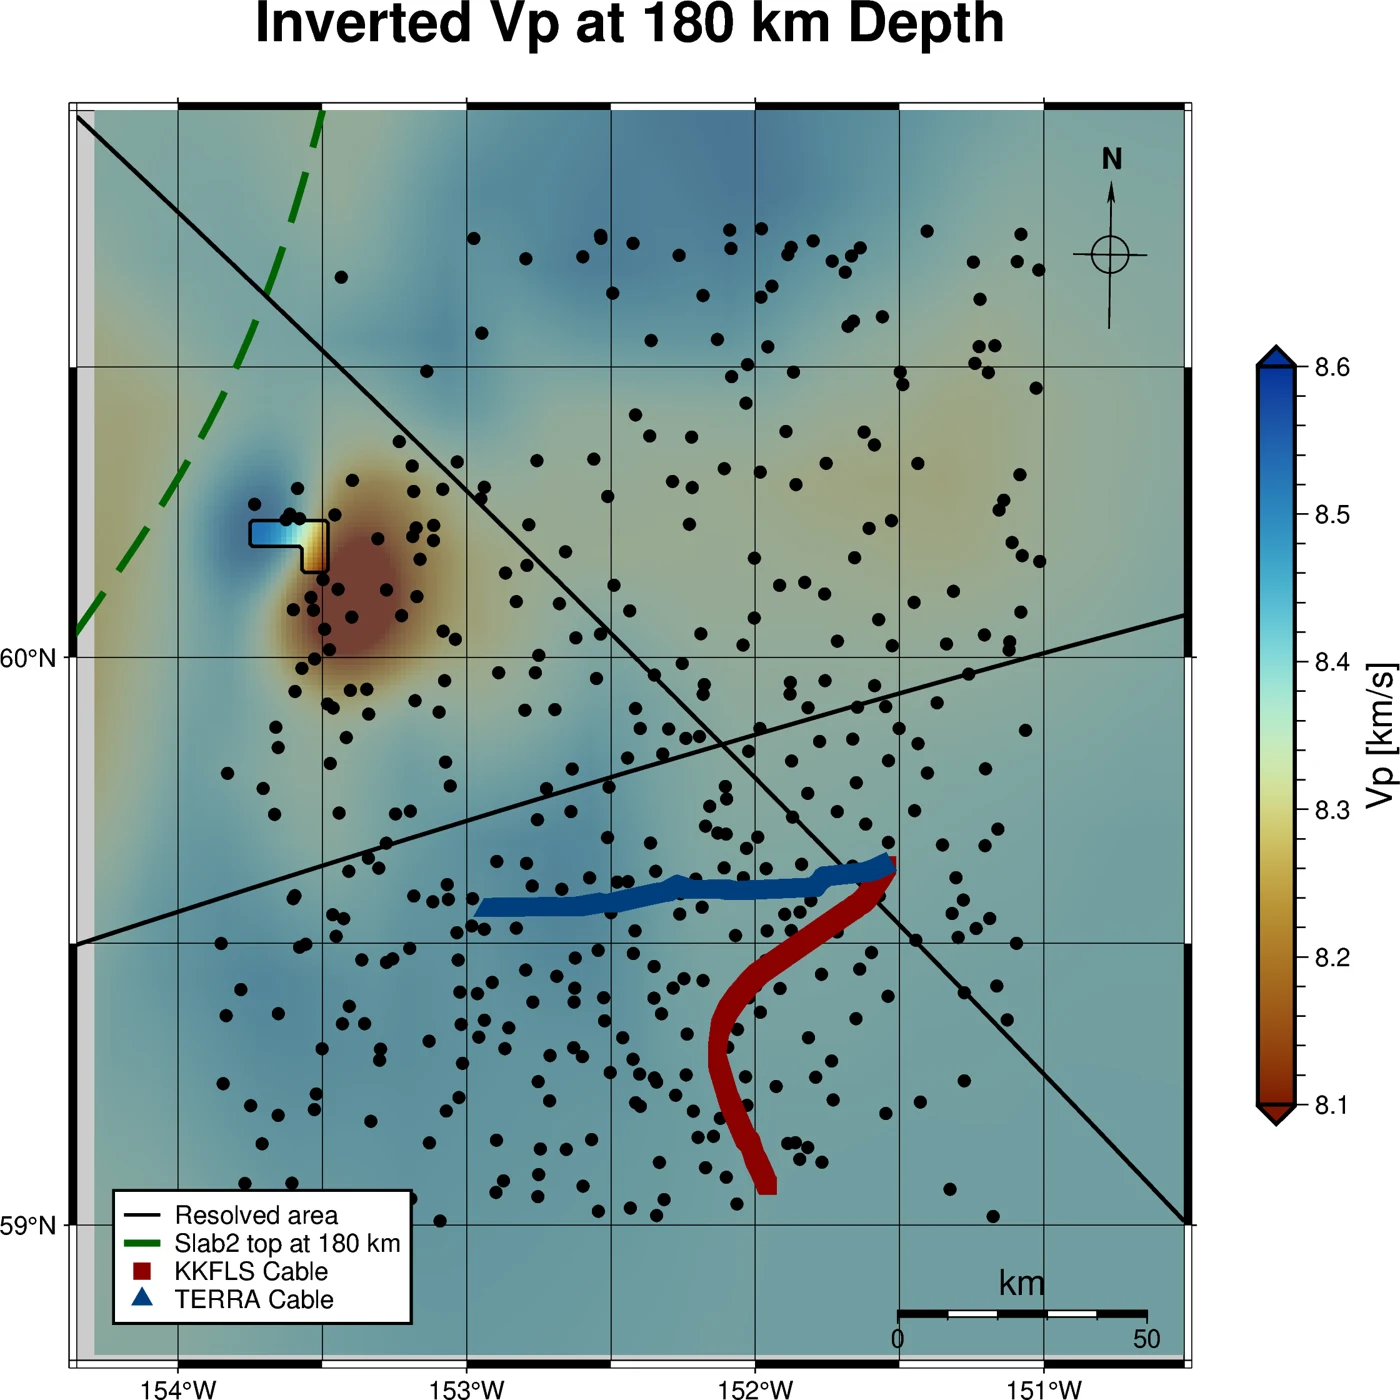 Inverted Vp at 180 km Depth
N
8.6
8.5
8.4
8.3
8.2
8.1
Vp [km/s]
60°N
59°N
Resolved area
Slab2 top at 180 km
KKFLS Cable
TERRA Cable
km
0 50
154°W 153°W 152°W 151°W